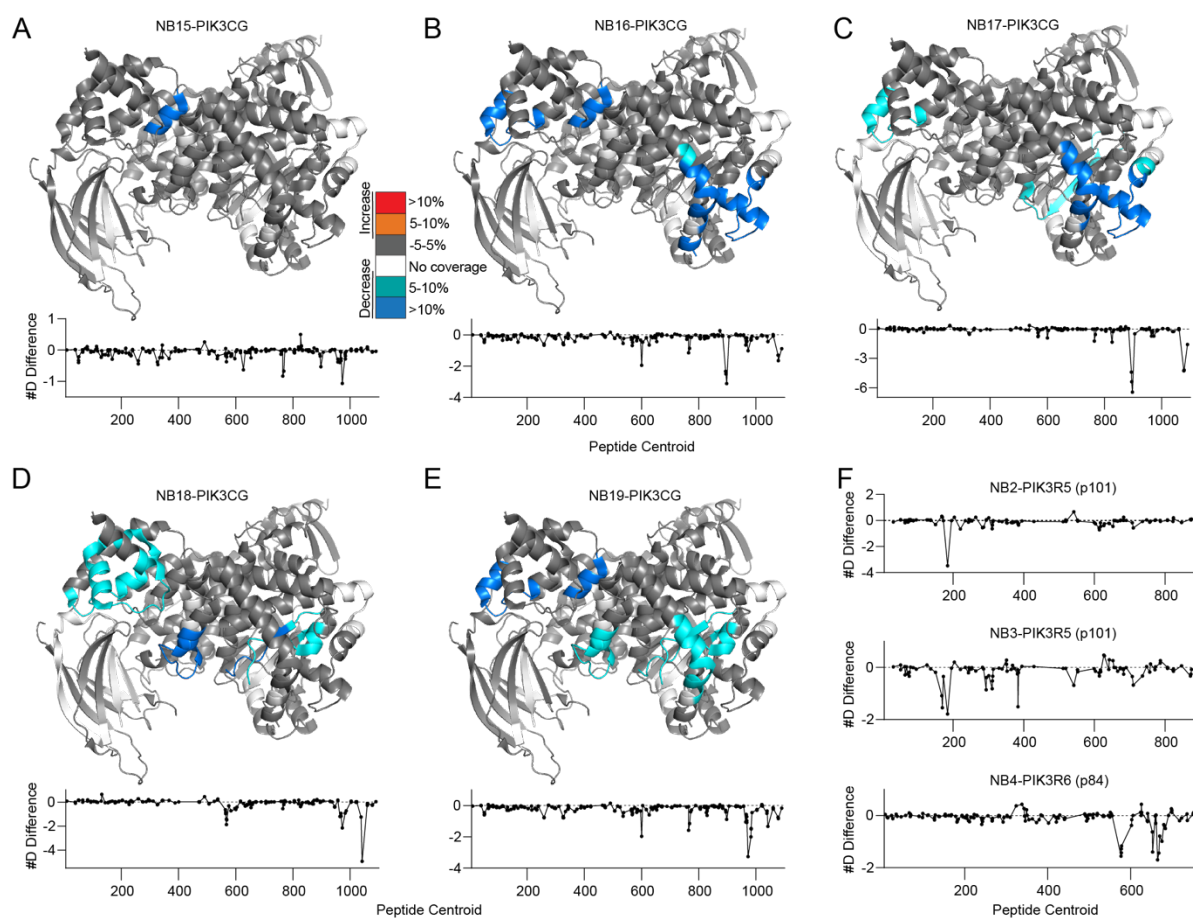 A
NB15-PIK3CG
B
NB16-PIK3CG
C
NB17-PIK3CG
Increase
>10%
5-10%
-5-5%
No coverage
Decrease
5-10%
>10%
#D Difference
1
0
-1
200 400 600 800 1000
0
-2
-4
200 400 600 800 1000
0
-3
-6
200 400 600 800 1000
Peptide Centroid
D
NB18-PIK3CG
E
NB19-PIK3CG
F
NB2-PIK3R5 (p101)
#D Difference
2
0
-2
-4
200 400 600 800
NB3-PIK3R5 (p101)
#D Difference
2
0
-2
200 400 600 800
NB4-PIK3R6 (p84)
#D Difference
2
0
-2
200 400 600
Peptide Centroid
#D Difference
0
-2
-4
200 400 600 800 1000
0
-2
-4
200 400 600 800 1000
Peptide Centroid